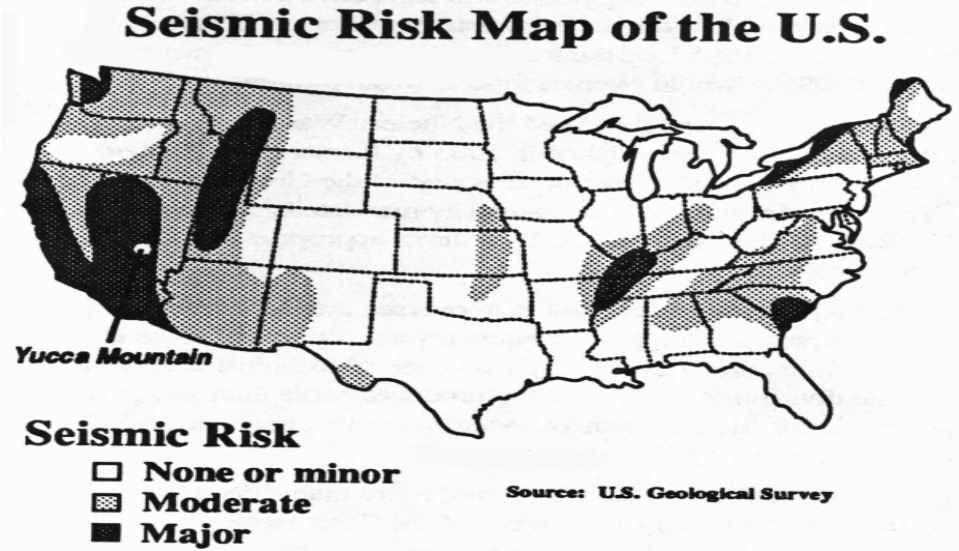 Seismic Risk Map of the U.S.
Yucca Mountain
Seismic Risk
None or minor
Moderate
Major
Source: U.S. Geological Survey